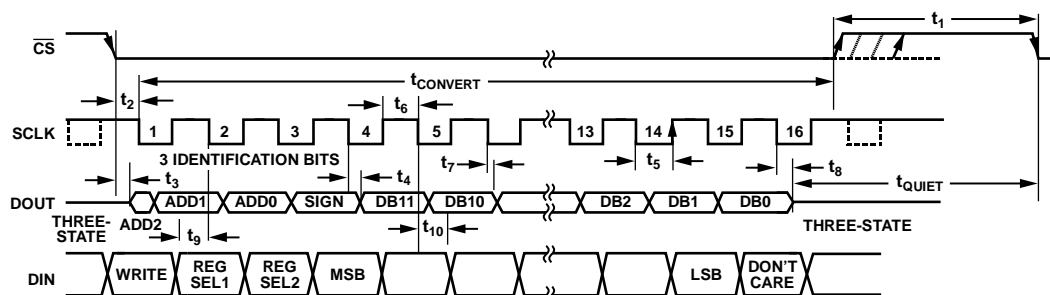 t1
CS
tCONVERT
t2
t6
SCLK
1 2 3 4 5 13 14 15 16
3 IDENTIFICATION BITS
t7
t5
t8
t3
t4
tQUIET
DOUT
ADD1 ADD0 SIGN DB11 DB10 DB2 DB1 DB0
THREE-STATE
ADD2
THREE-STATE
t9
t10
DIN
WRITE REG SEL1 REG SEL2 MSB LSB DON'T CARE